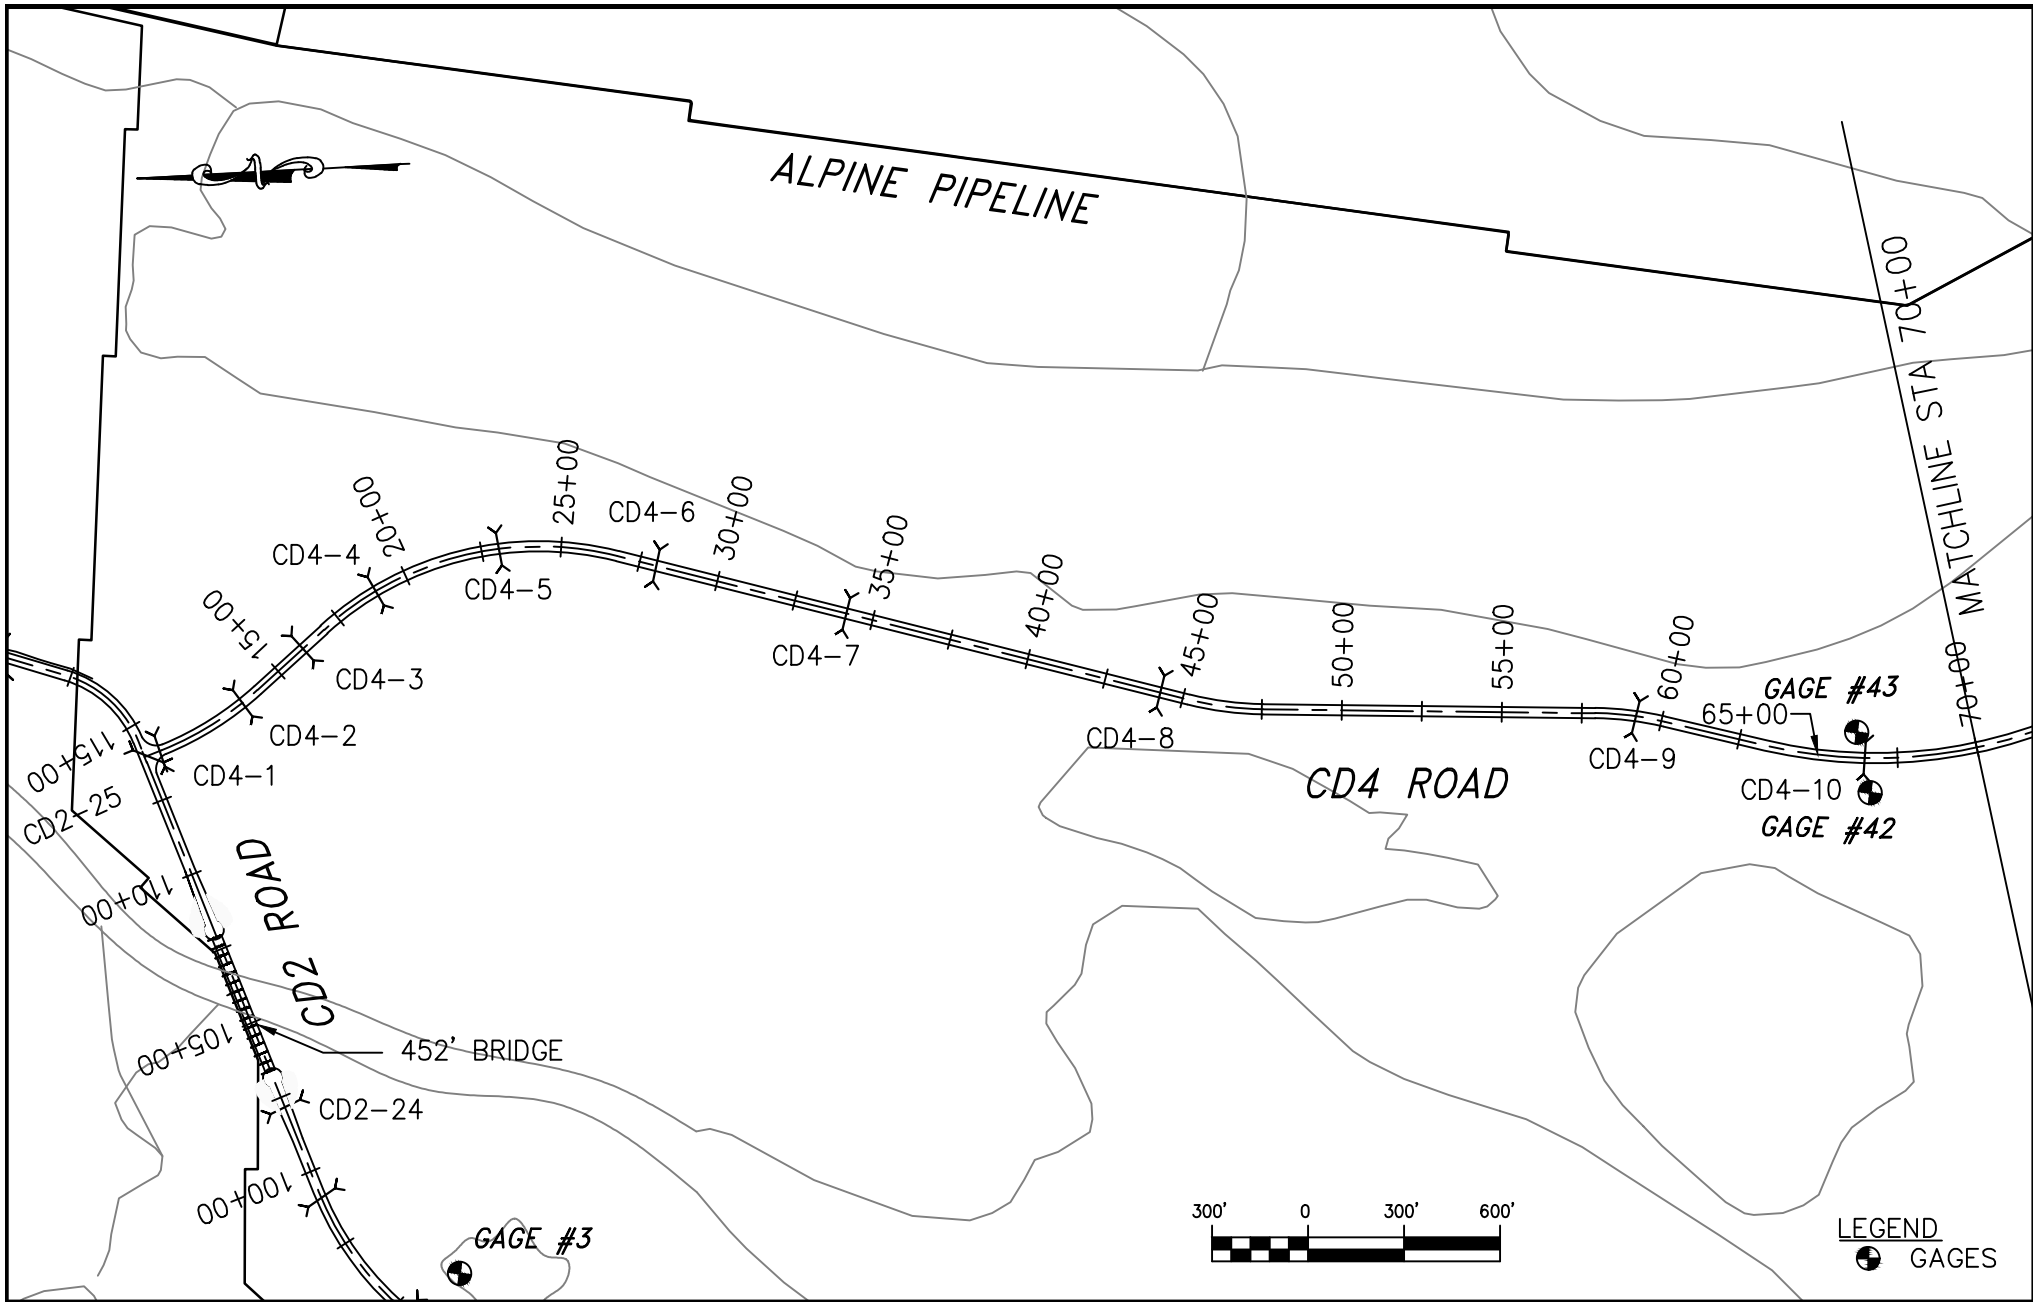 ALPINE PIPELINE
MATCHLINE STA 70+00
70+00
25+00
CD4-6
30+00
20+00
CD4-4
35+00
CD4-5
40+00
15+00
45+00
50+00
55+00
60+00
CD4-7
CD4-3
GAGE #43
65+00
CD4-2
CD4-8
115+00
CD4-1
CD4 ROAD
CD4-9
CD4-10
GAGE #42
CD2-25
110+00
CD2 ROAD
105+00
452' BRIDGE
CD2-24
100+00
GAGE #3
300' 0 300' 600'
LEGEND
GAGES